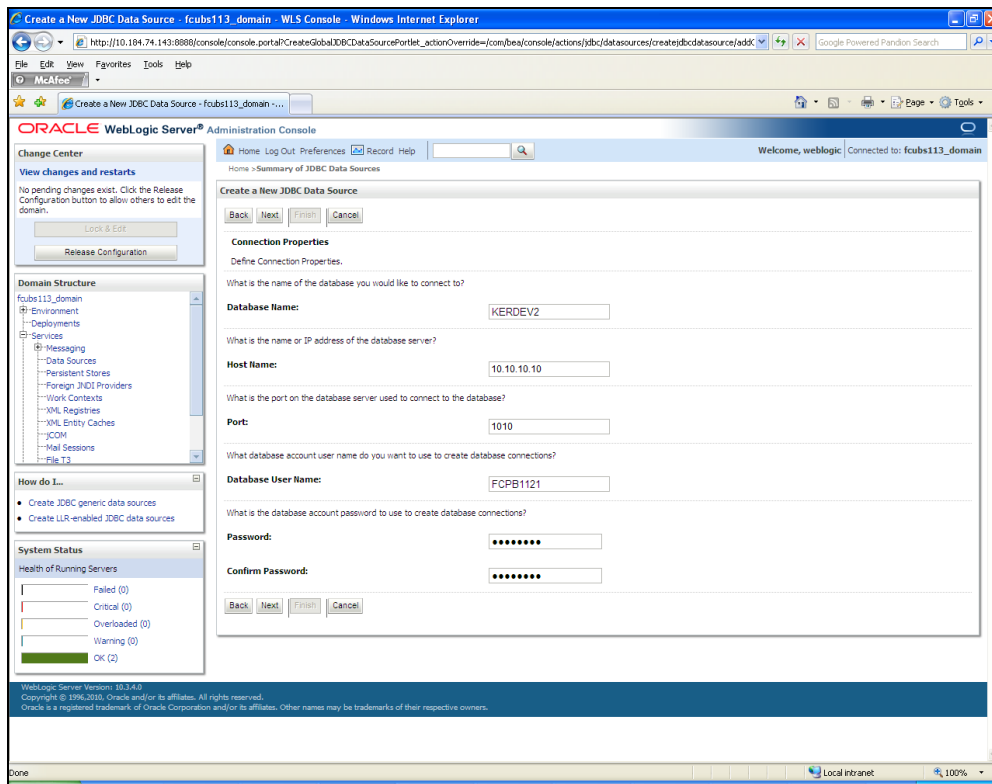 Create a New JDBC Data Source - fcubs113_domain - WLS Console - Windows Internet Explorer
http://10.184.74.143:8888/console/console.portal?CreateGlobalJDBCDataSourcePortlet_actionOverride=/com/bea/console/actions/jdbc/datasources/createjdbcdatasource/addC
Google Powered Pandion Search
File Edit View Favorites Tools Help
McAfee
Create a New JDBC Data Source - fcubs113_domain -...
Page Tools
ORACLE WebLogic Server® Administration Console
Change Center
View changes and restarts
No pending changes exist. Click the Release
Configuration button to allow others to edit the
domain.
Lock & Edit
Release Configuration
Domain Structure
fcubs113_domain
Environment
Deployments
Services
Messaging
Data Sources
Persistent Stores
Foreign JNDI Providers
Work Contexts
XML Registries
XML Entity Caches
jCOM
Mail Sessions
File T3
How do I...
Create JDBC generic data sources
Create LLR-enabled JDBC data sources
System Status
Health of Running Servers
Failed (0)
Critical (0)
Overloaded (0)
Warning (0)
OK (2)
Home Log Out Preferences Record Help
Welcome, weblogic Connected to: fcubs113_domain
Home >Summary of JDBC Data Sources
Create a New JDBC Data Source
Back Next Finish Cancel
Connection Properties
Define Connection Properties.
What is the name of the database you would like to connect to?
Database Name: KERDEV2
What is the name or IP address of the database server?
Host Name: 10.10.10.10
What is the port on the database server used to connect to the database?
Port: 1010
What database account user name do you want to use to create database connections?
Database User Name: FCPB1121
What is the database account password to use to create database connections?
Password: ●●●●●●●●
Confirm Password: ●●●●●●●●
Back Next Finish Cancel
WebLogic Server Version: 10.3.4.0
Copyright © 1996,2010, Oracle and/or its affiliates. All rights reserved.
Oracle is a registered trademark of Oracle Corporation and/or its affiliates. Other names may be trademarks of their respective owners.
Done
Local intranet
100%